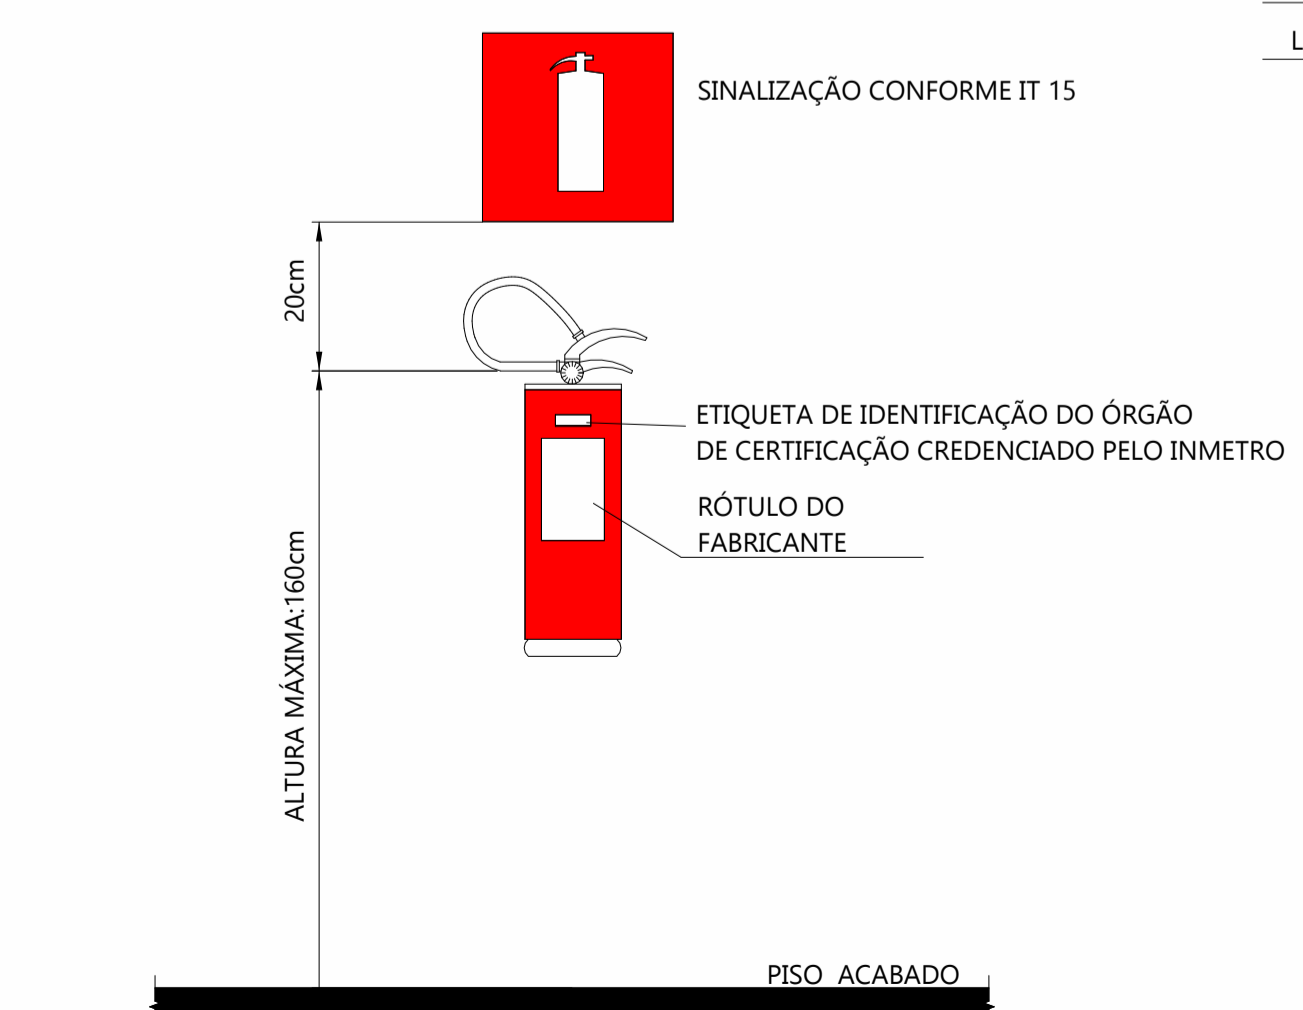 L
SINALIZAÇÃO CONFORME IT 15
20cm
ETIQUETA DE IDENTIFICAÇÃO DO ÓRGÃO
DE CERTIFICAÇÃO CREDENCIADO PELO INMETRO
RÓTULO DO
FABRICANTE
ALTURA MÁXIMA:160cm
PISO ACABADO